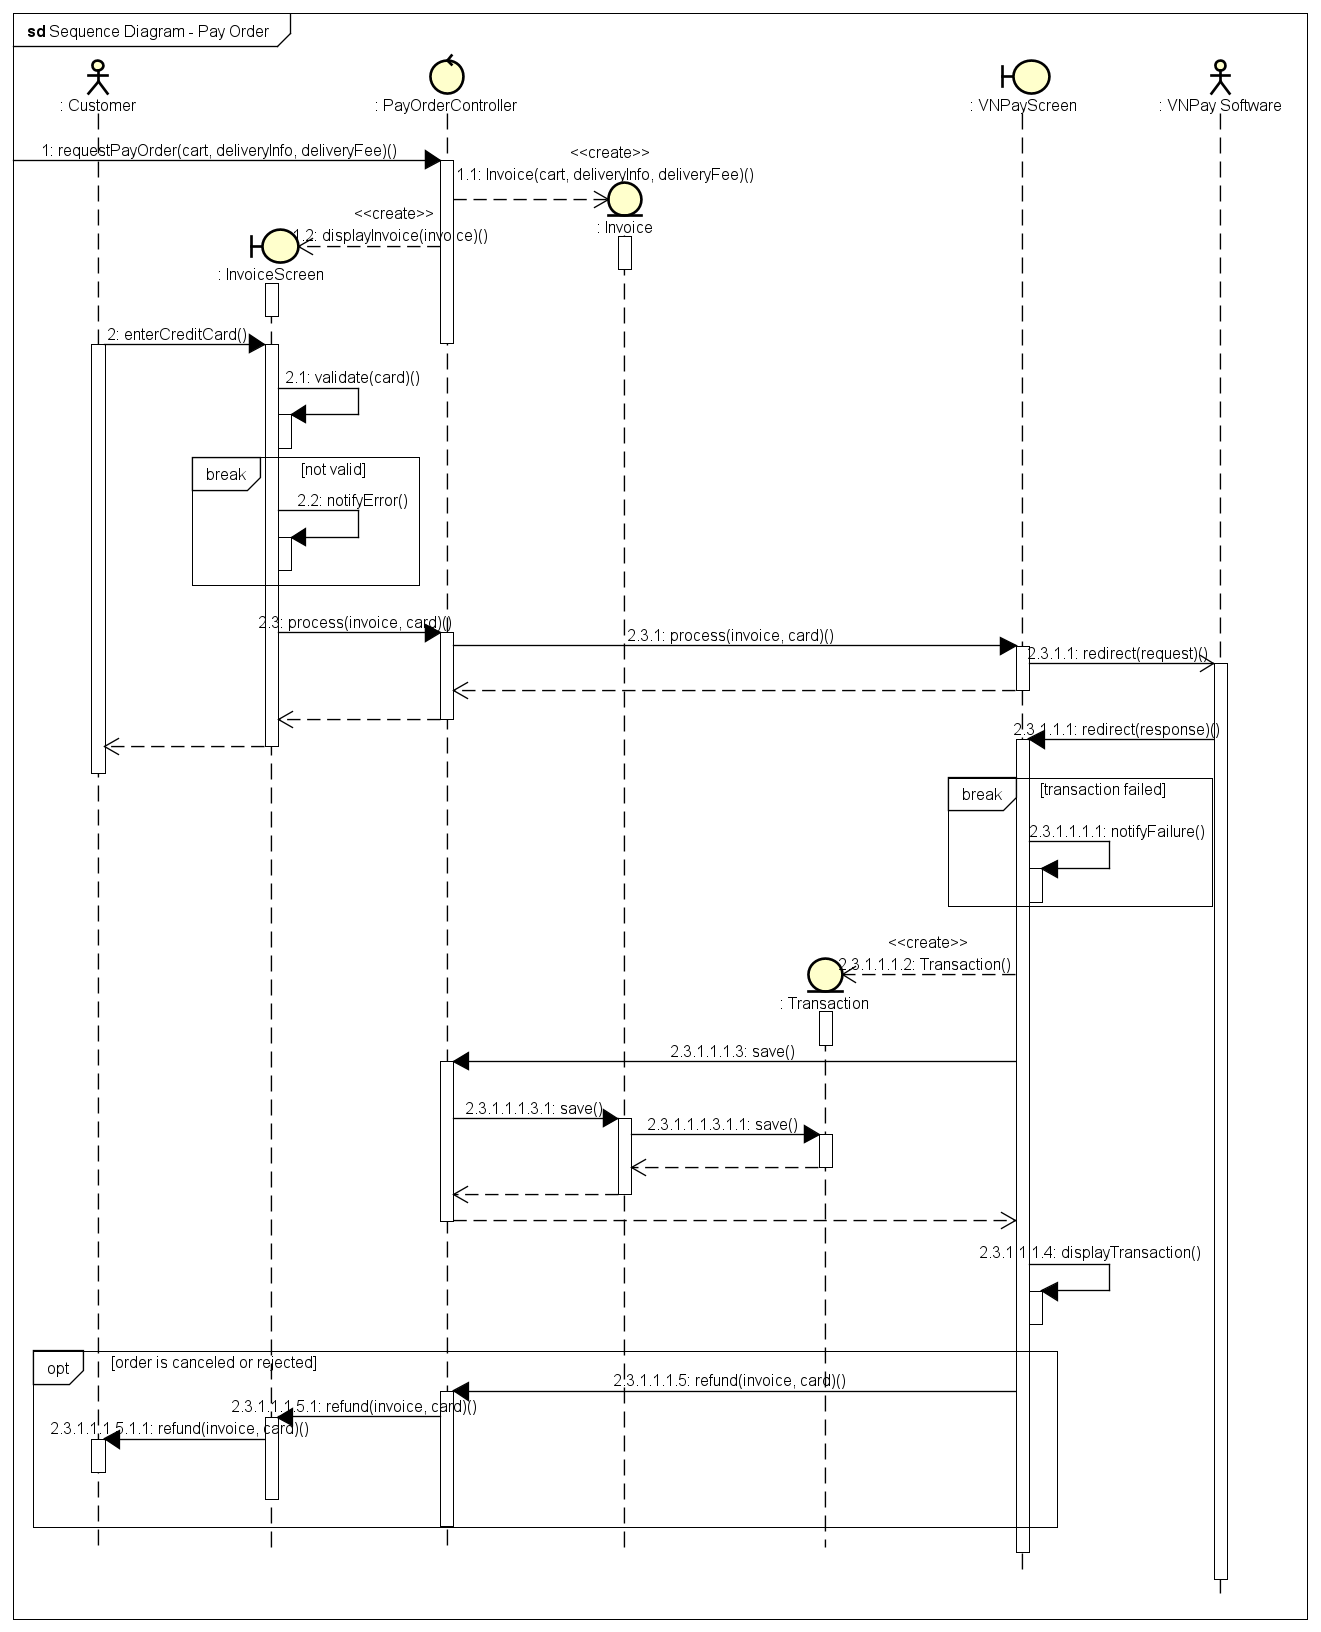 sd Sequence Diagram - Pay Order
: Customer
: PayOrderController
: VNPayScreen
: VNPay Software
1: requestPayOrder(cart, deliveryInfo, deliveryFee)()
<<create>>
1.1: Invoice(cart, deliveryInfo, deliveryFee)()
: Invoice
<<create>>
1.2: displayInvoice(invoice)()
: InvoiceScreen
2: enterCreditCard()
2.1: validate(card)()
break
[not valid]
2.2: notifyError()
2.3: process(invoice, card)()
2.3.1: process(invoice, card)()
2.3.1.1: redirect(request)()
2.3.1.1.1: redirect(response)()
break
[transaction failed]
2.3.1.1.1.1: notifyFailure()
<<create>>
2.3.1.1.1.2: Transaction()
: Transaction
2.3.1.1.1.3: save()
2.3.1.1.1.3.1: save()
2.3.1.1.1.3.1.1: save()
2.3.1.1.1.4: displayTransaction()
opt
[order is canceled or rejected]
2.3.1.1.1.5: refund(invoice, card)()
2.3.1.1.1.5.1: refund(invoice, card)()
2.3.1.1.1.5.1.1: refund(invoice, card)()